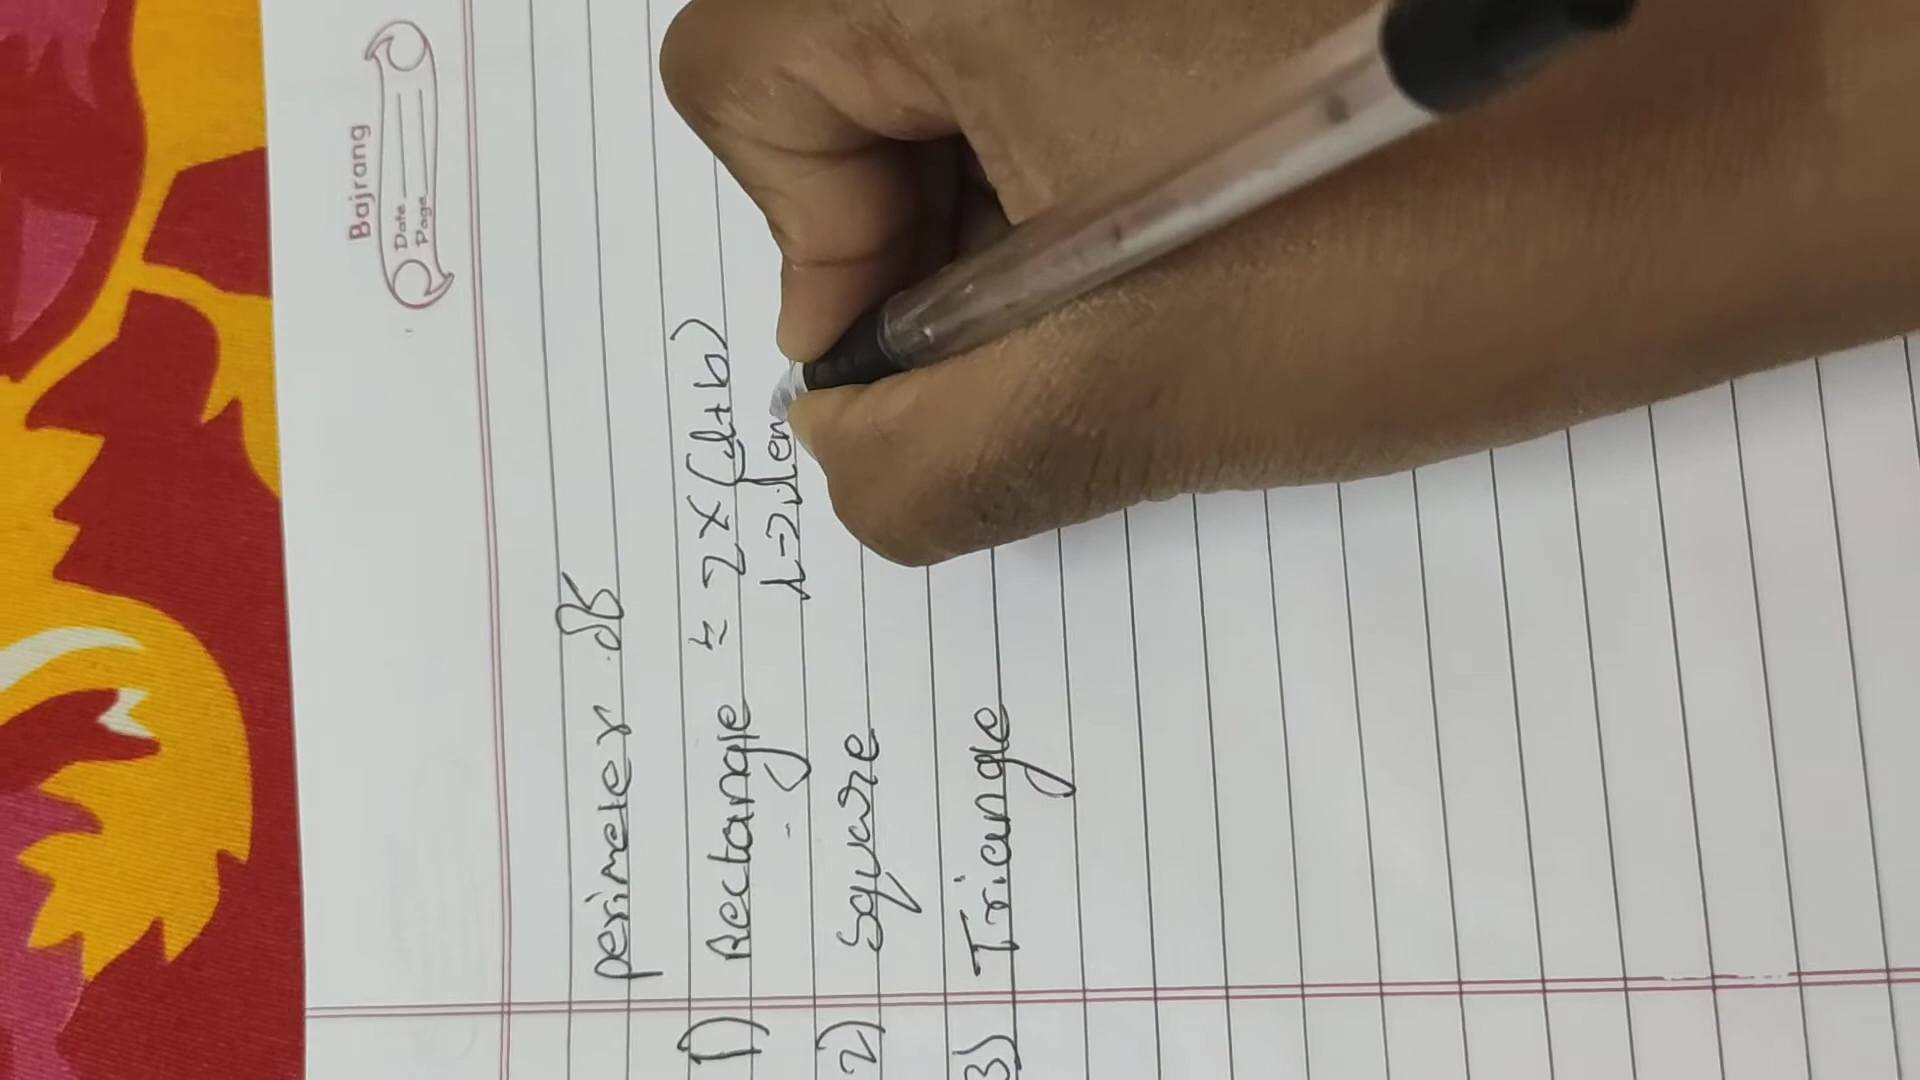 Bajrang
Date
Page
perimeter of
1) Rectangle = 2 x (l+b)
l → len
2) Square
3) Triangle